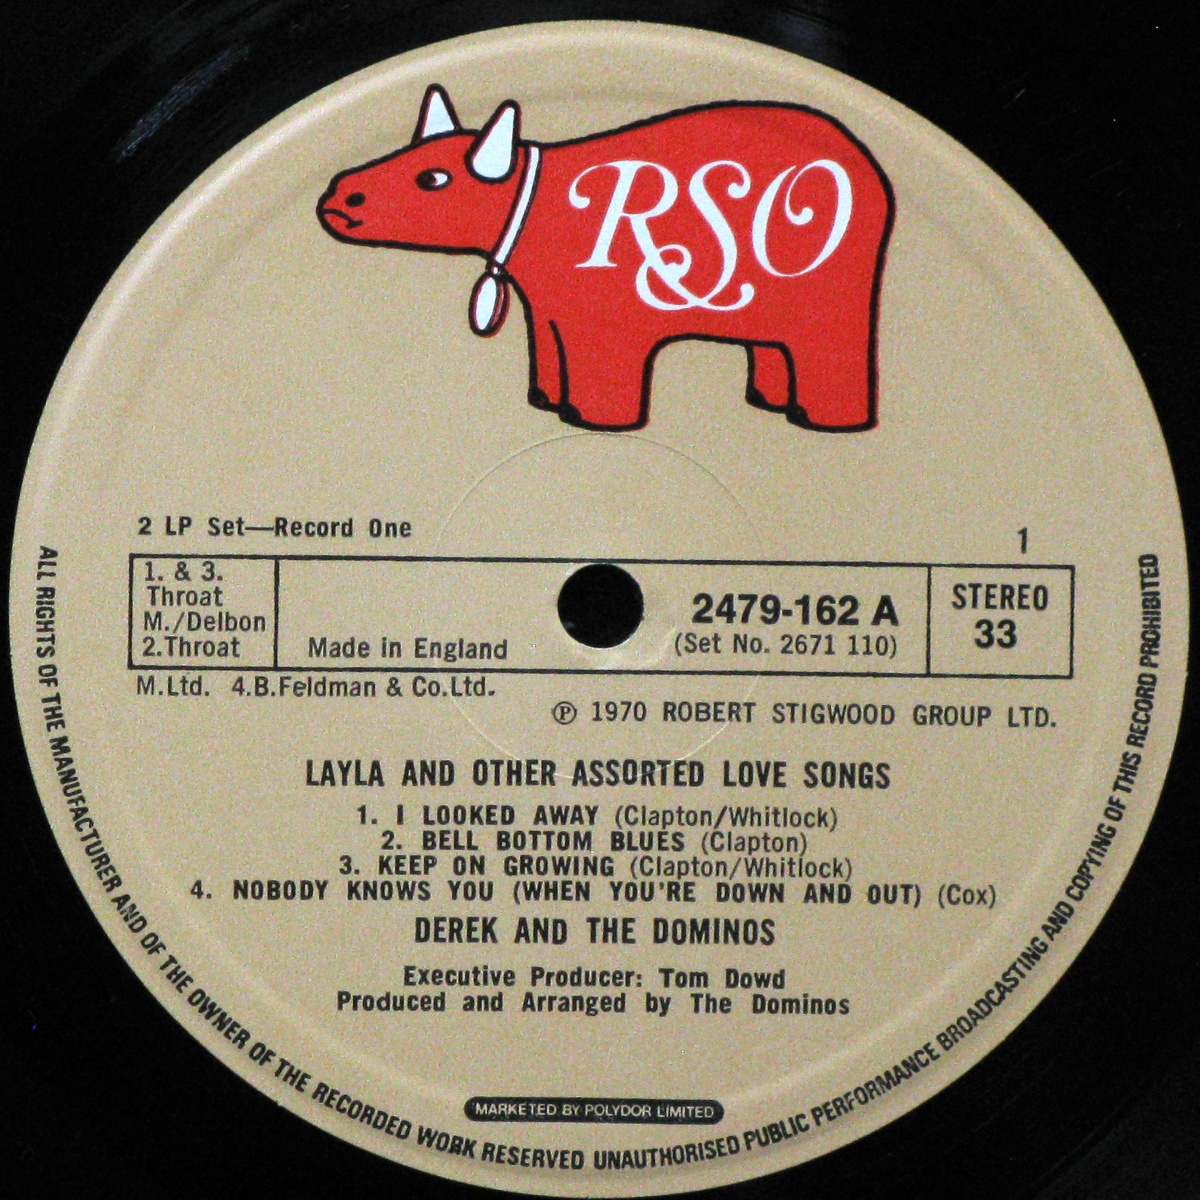 RSO
2 LP Set—Record One
1
1. & 3.
Throat
M./Delbon
2.Throat
Made in England
2479-162 A
(Set No. 2671 110)
STEREO
33
M.Ltd. 4.B.Feldman & Co.Ltd.
℗ 1970 ROBERT STIGWOOD GROUP LTD.
LAYLA AND OTHER ASSORTED LOVE SONGS
1. I LOOKED AWAY (Clapton/Whitlock)
2. BELL BOTTOM BLUES (Clapton)
3. KEEP ON GROWING (Clapton/Whitlock)
4. NOBODY KNOWS YOU (WHEN YOU'RE DOWN AND OUT) (Cox)
DEREK AND THE DOMINOS
Executive Producer: Tom Dowd
Produced and Arranged by The Dominos
MARKETED BY POLYDOR LIMITED
ALL RIGHTS OF THE MANUFACTURER AND OF THE OWNER OF THE RECORDED WORK RESERVED UNAUTHORISED PUBLIC PERFORMANCE BROADCASTING AND COPYING OF THIS RECORD PROHIBITED